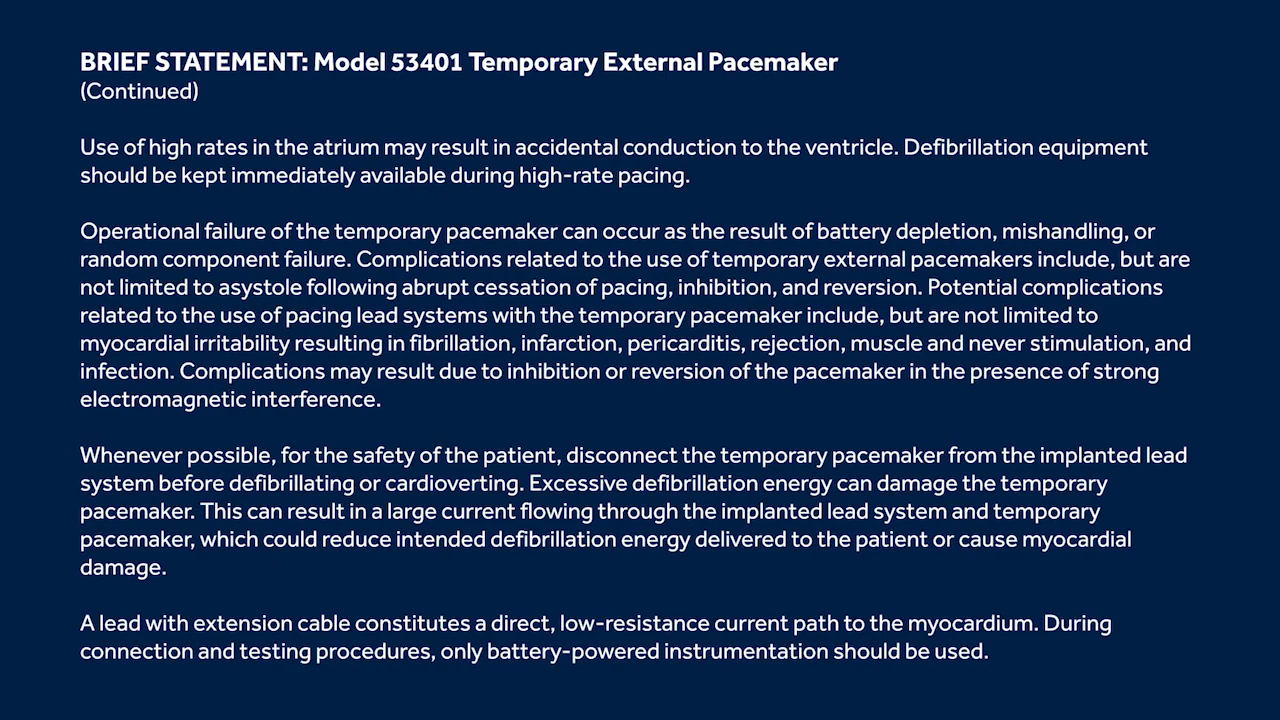 BRIEF STATEMENT: Model 53401 Temporary External Pacemaker
(Continued)
Use of high rates in the atrium may result in accidental conduction to the ventricle. Defibrillation equipment
should be kept immediately available during high-rate pacing.
Operational failure of the temporary pacemaker can occur as the result of battery depletion, mishandling, or
random component failure. Complications related to the use of temporary external pacemakers include, but are
not limited to asystole following abrupt cessation of pacing, inhibition, and reversion. Potential complications
related to the use of pacing lead systems with the temporary pacemaker include, but are not limited to
myocardial irritability resulting in fibrillation, infarction, pericarditis, rejection, muscle and never stimulation, and
infection. Complications may result due to inhibition or reversion of the pacemaker in the presence of strong
electromagnetic interference.
Whenever possible, for the safety of the patient, disconnect the temporary pacemaker from the implanted lead
system before defibrillating or cardioverting. Excessive defibrillation energy can damage the temporary
pacemaker. This can result in a large current flowing through the implanted lead system and temporary
pacemaker, which could reduce intended defibrillation energy delivered to the patient or cause myocardial
damage.
A lead with extension cable constitutes a direct, low-resistance current path to the myocardium. During
connection and testing procedures, only battery-powered instrumentation should be used.